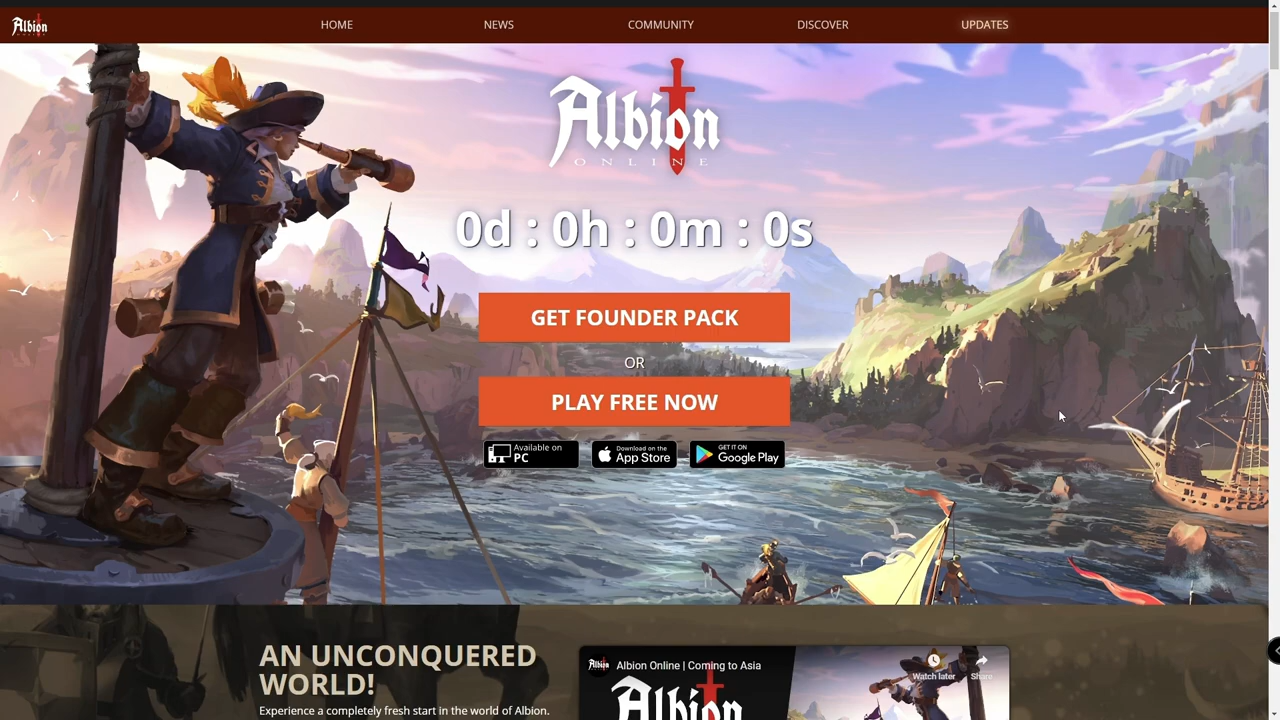 Albion
ONLINE
HOME
NEWS
COMMUNITY
DISCOVER
UPDATES
Albion
ONLINE
0d : 0h : 0m : 0s
GET FOUNDER PACK
OR
PLAY FREE NOW
Available on
PC
Download on the
App Store
GET IT ON
Google Play
AN UNCONQUERED
WORLD!
Experience a completely fresh start in the world of Albion.
Albion
Albion Online | Coming to Asia
Watch later
Share
Albion